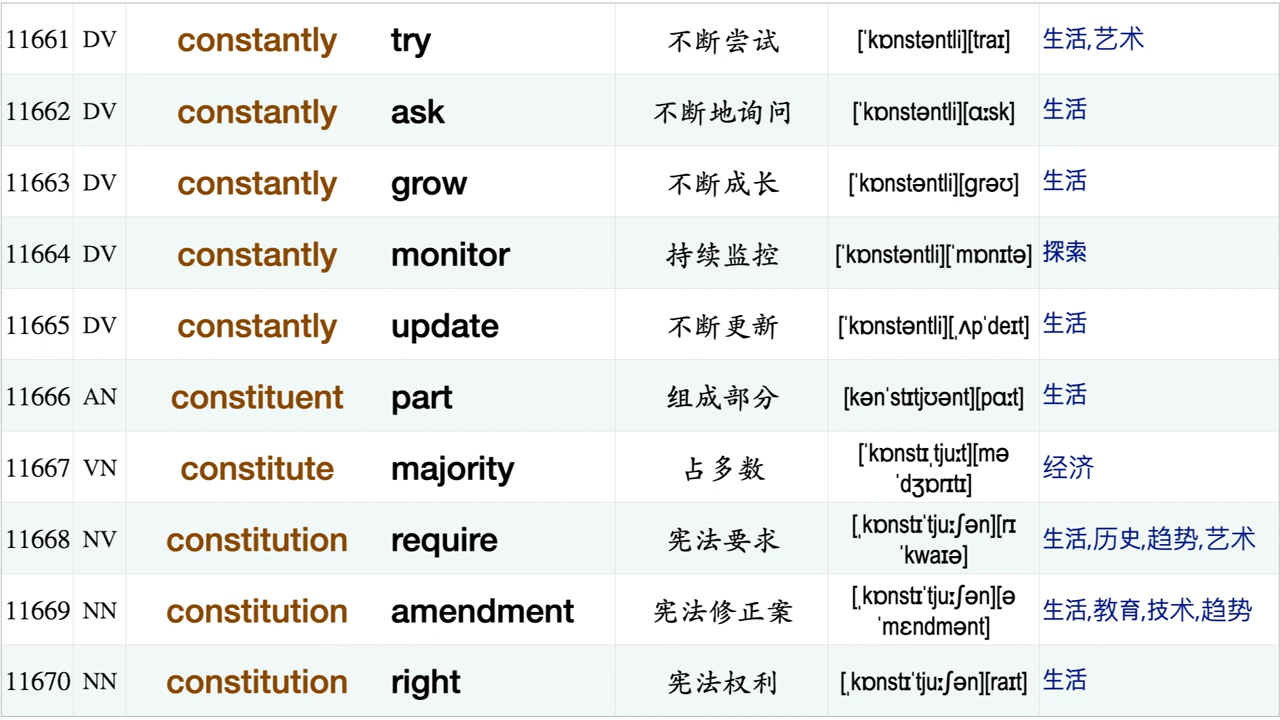 11661 DV constantly try 不断尝试 [ˈkɒnstəntli][traɪ] 生活,艺术
11662 DV constantly ask 不断地询问 [ˈkɒnstəntli][ɑːsk] 生活
11663 DV constantly grow 不断成长 [ˈkɒnstəntli][ɡrəʊ] 生活
11664 DV constantly monitor 持续监控 [ˈkɒnstəntli][ˈmɒnɪtə] 探索
11665 DV constantly update 不断更新 [ˈkɒnstəntli][ˌʌpˈdeɪt] 生活
11666 AN constituent part 组成部分 [kənˈstɪtjʊənt][pɑːt] 生活
11667 VN constitute majority 占多数 [ˈkɒnstɪˌtjuːt][mə
ˈdʒɒrɪtɪ] 经济
11668 NV constitution require 宪法要求 [ˌkɒnstɪˈtjuːʃən][rɪ
ˈkwaɪə] 生活,历史,趋势,艺术
11669 NN constitution amendment 宪法修正案 [ˌkɒnstɪˈtjuːʃən][ə
ˈmɛndmənt] 生活,教育,技术,趋势
11670 NN constitution right 宪法权利 [ˌkɒnstɪˈtjuːʃən][raɪt] 生活